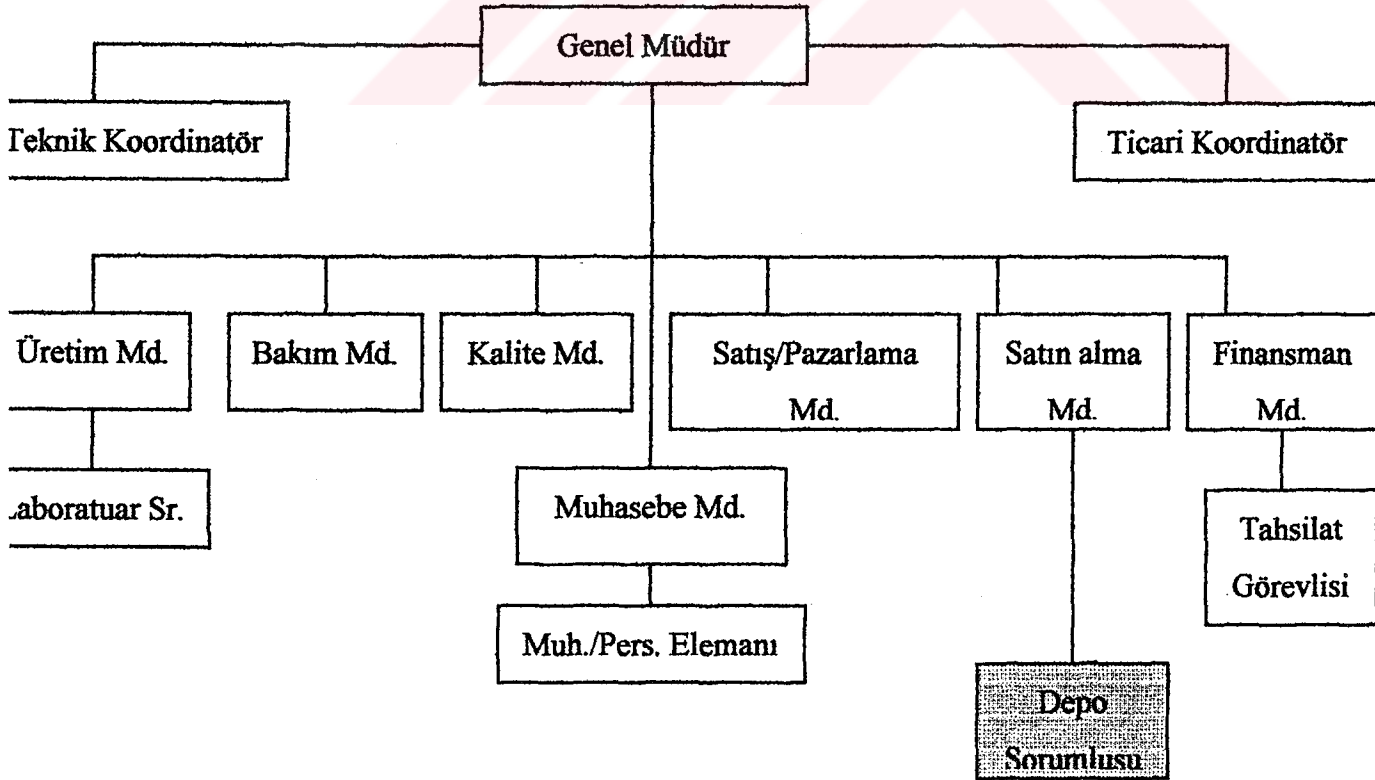 Genel Müdür
Teknik Koordinatör
Ticari Koordinatör
Üretim Md.
Bakım Md.
Kalite Md.
Satış/Pazarlama
Md.
Satın alma
Md.
Finansman
Md.
Laboratuar Sr.
Muhasebe Md.
Tahsilat
Görevlisi
Muh./Pers. Elemanı
Depo
Sorumlusu